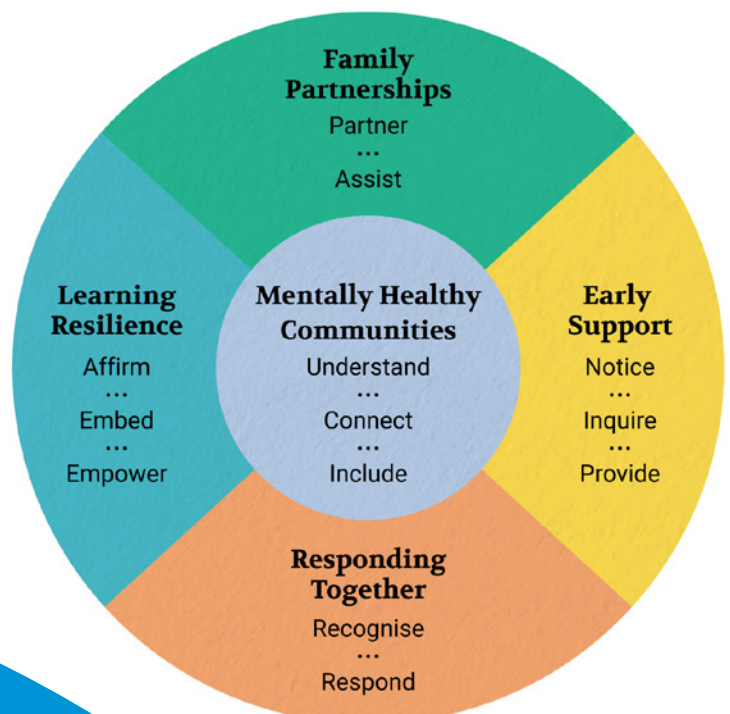 Family
Partnerships
Partner
...
Assist
Learning
Resilience
Affirm
...
Embed
...
Empower
Mentally Healthy
Communities
Understand
...
Connect
...
Include
Early
Support
Notice
...
Inquire
...
Provide
Responding
Together
Recognise
...
Respond